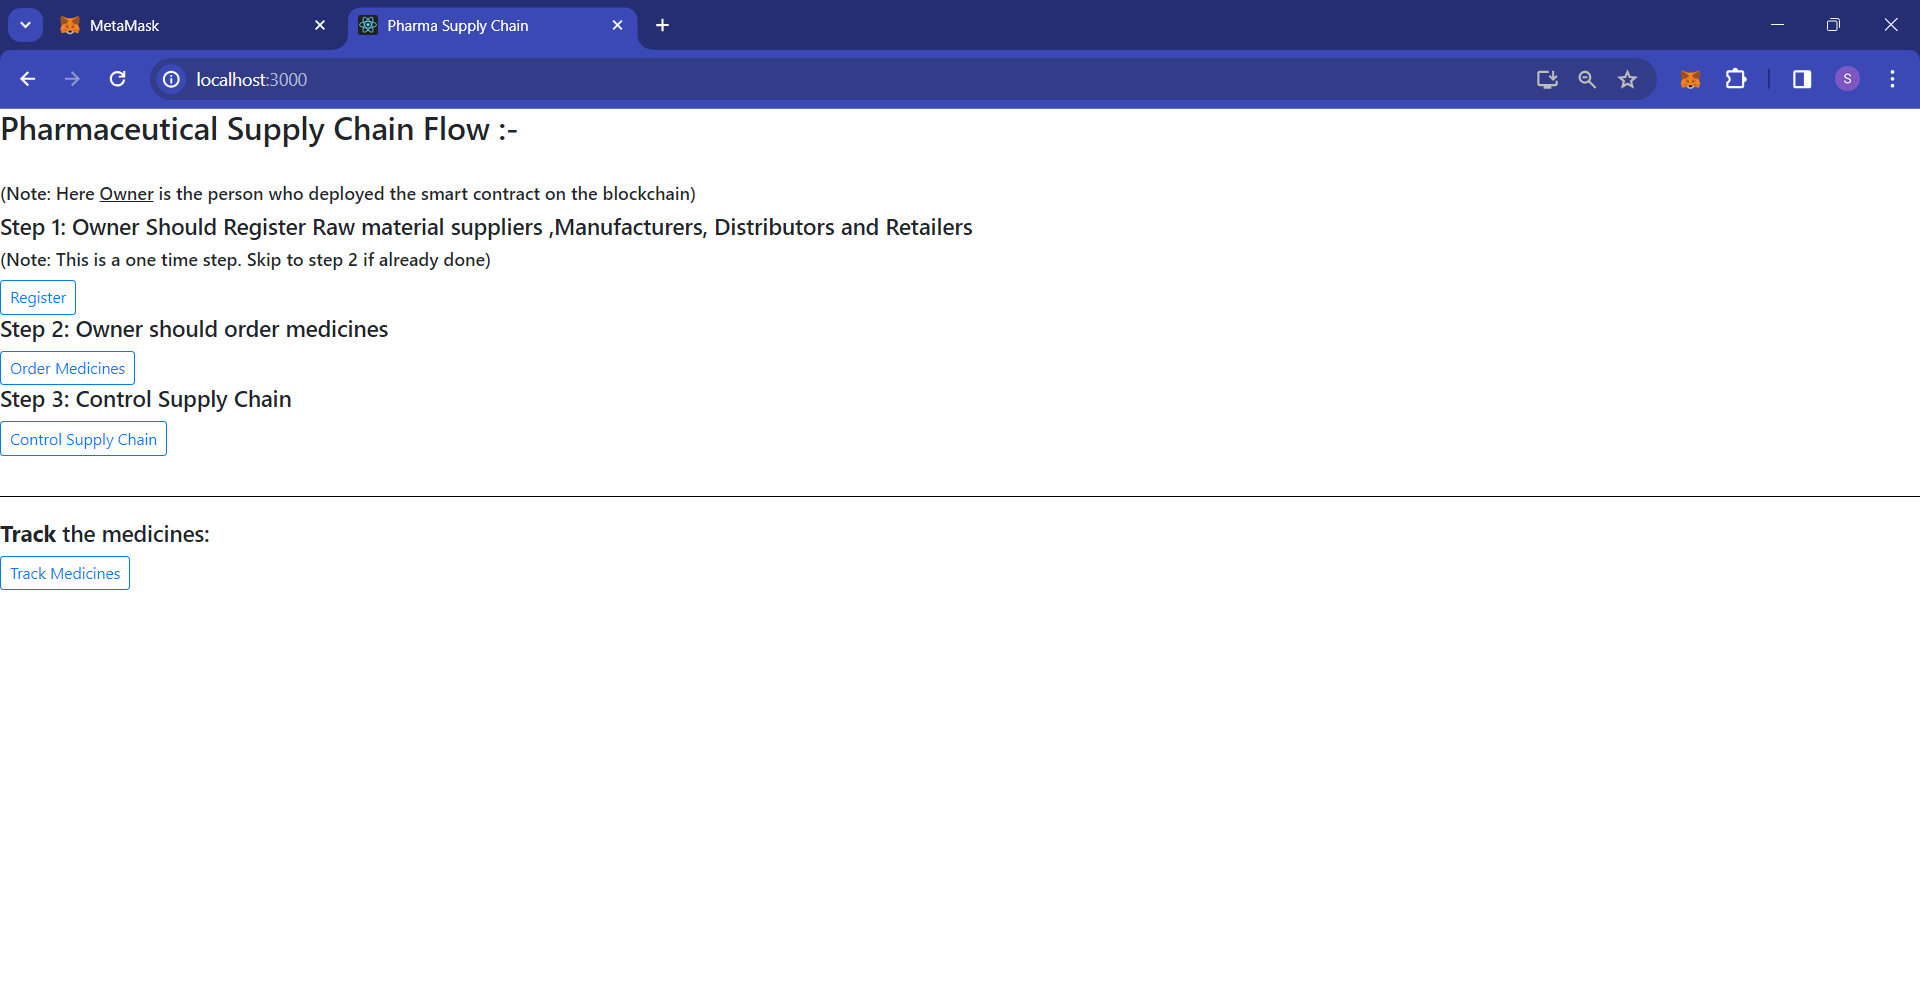 MetaMask
Pharma Supply Chain
localhost:3000
S
Pharmaceutical Supply Chain Flow :-
(Note: Here Owner is the person who deployed the smart contract on the blockchain)
Step 1: Owner Should Register Raw material suppliers ,Manufacturers, Distributors and Retailers
(Note: This is a one time step. Skip to step 2 if already done)
Register
Step 2: Owner should order medicines
Order Medicines
Step 3: Control Supply Chain
Control Supply Chain
Track the medicines:
Track Medicines